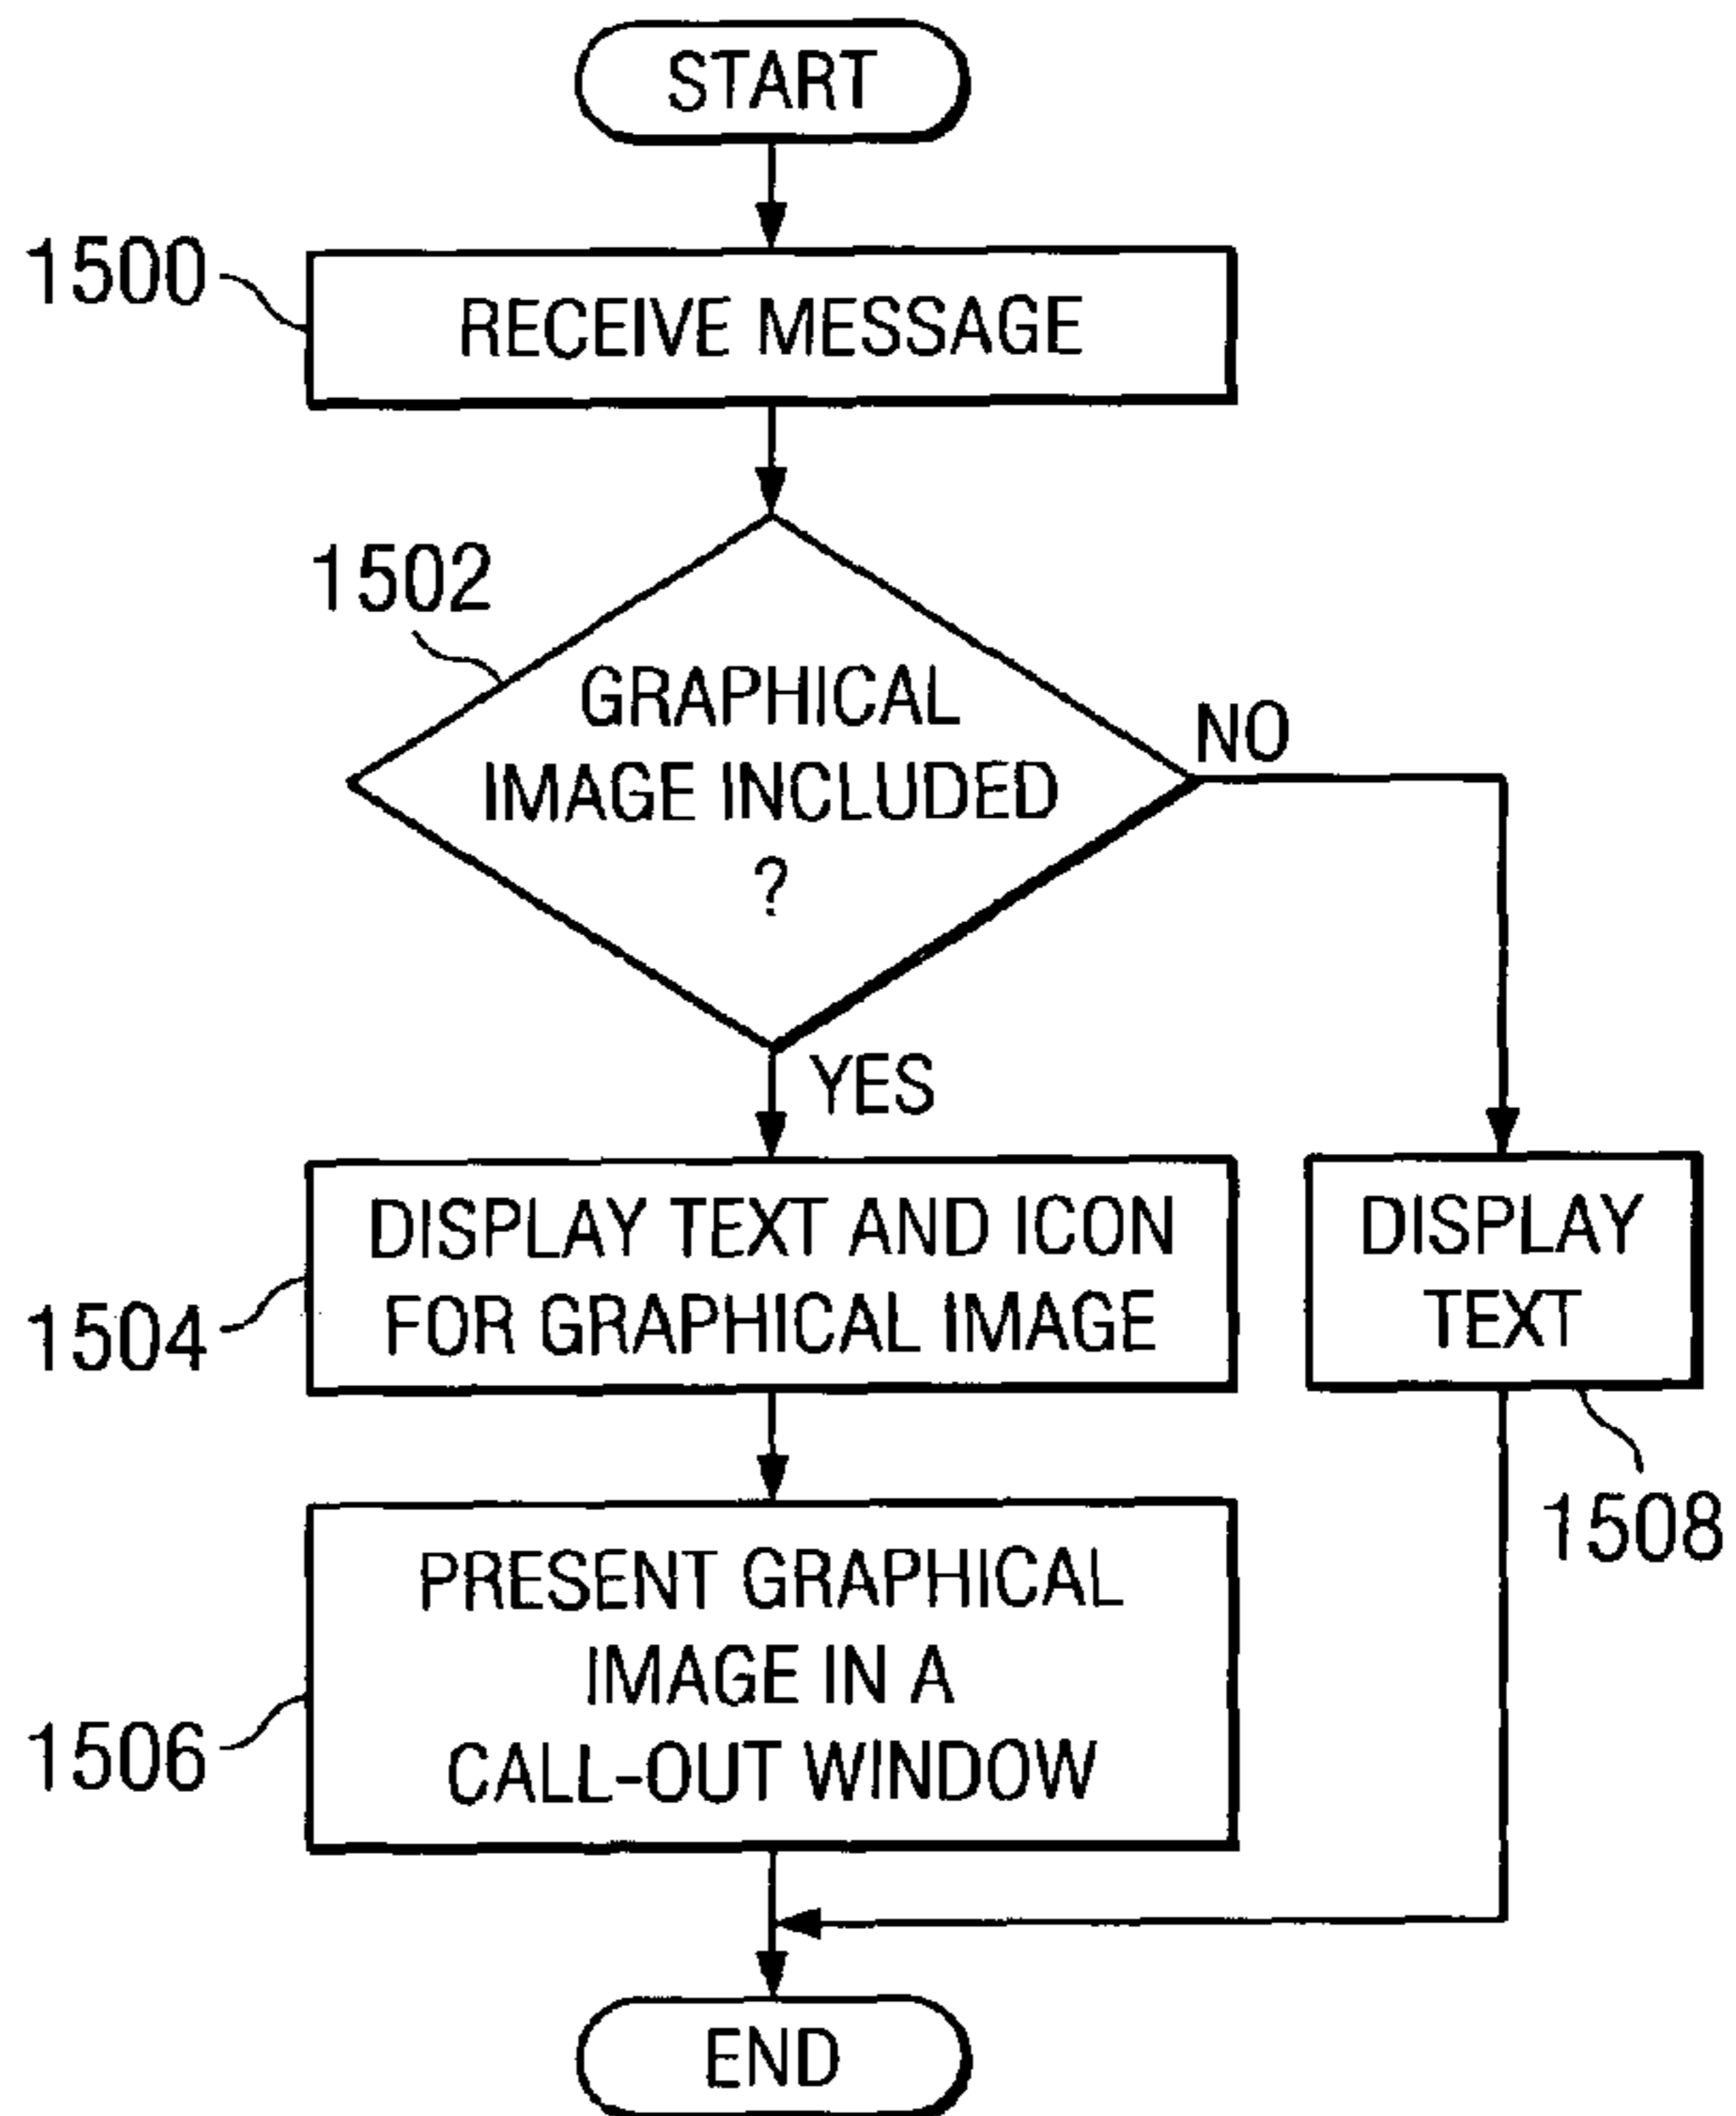 START
1500
RECEIVE MESSAGE
1502
GRAPHICAL
IMAGE INCLUDED
?
NO
YES
1504
DISPLAY TEXT AND ICON
FOR GRAPHICAL IMAGE
DISPLAY
TEXT
1508
1506
PRESENT GRAPHICAL
IMAGE IN A
CALL-OUT WINDOW
END